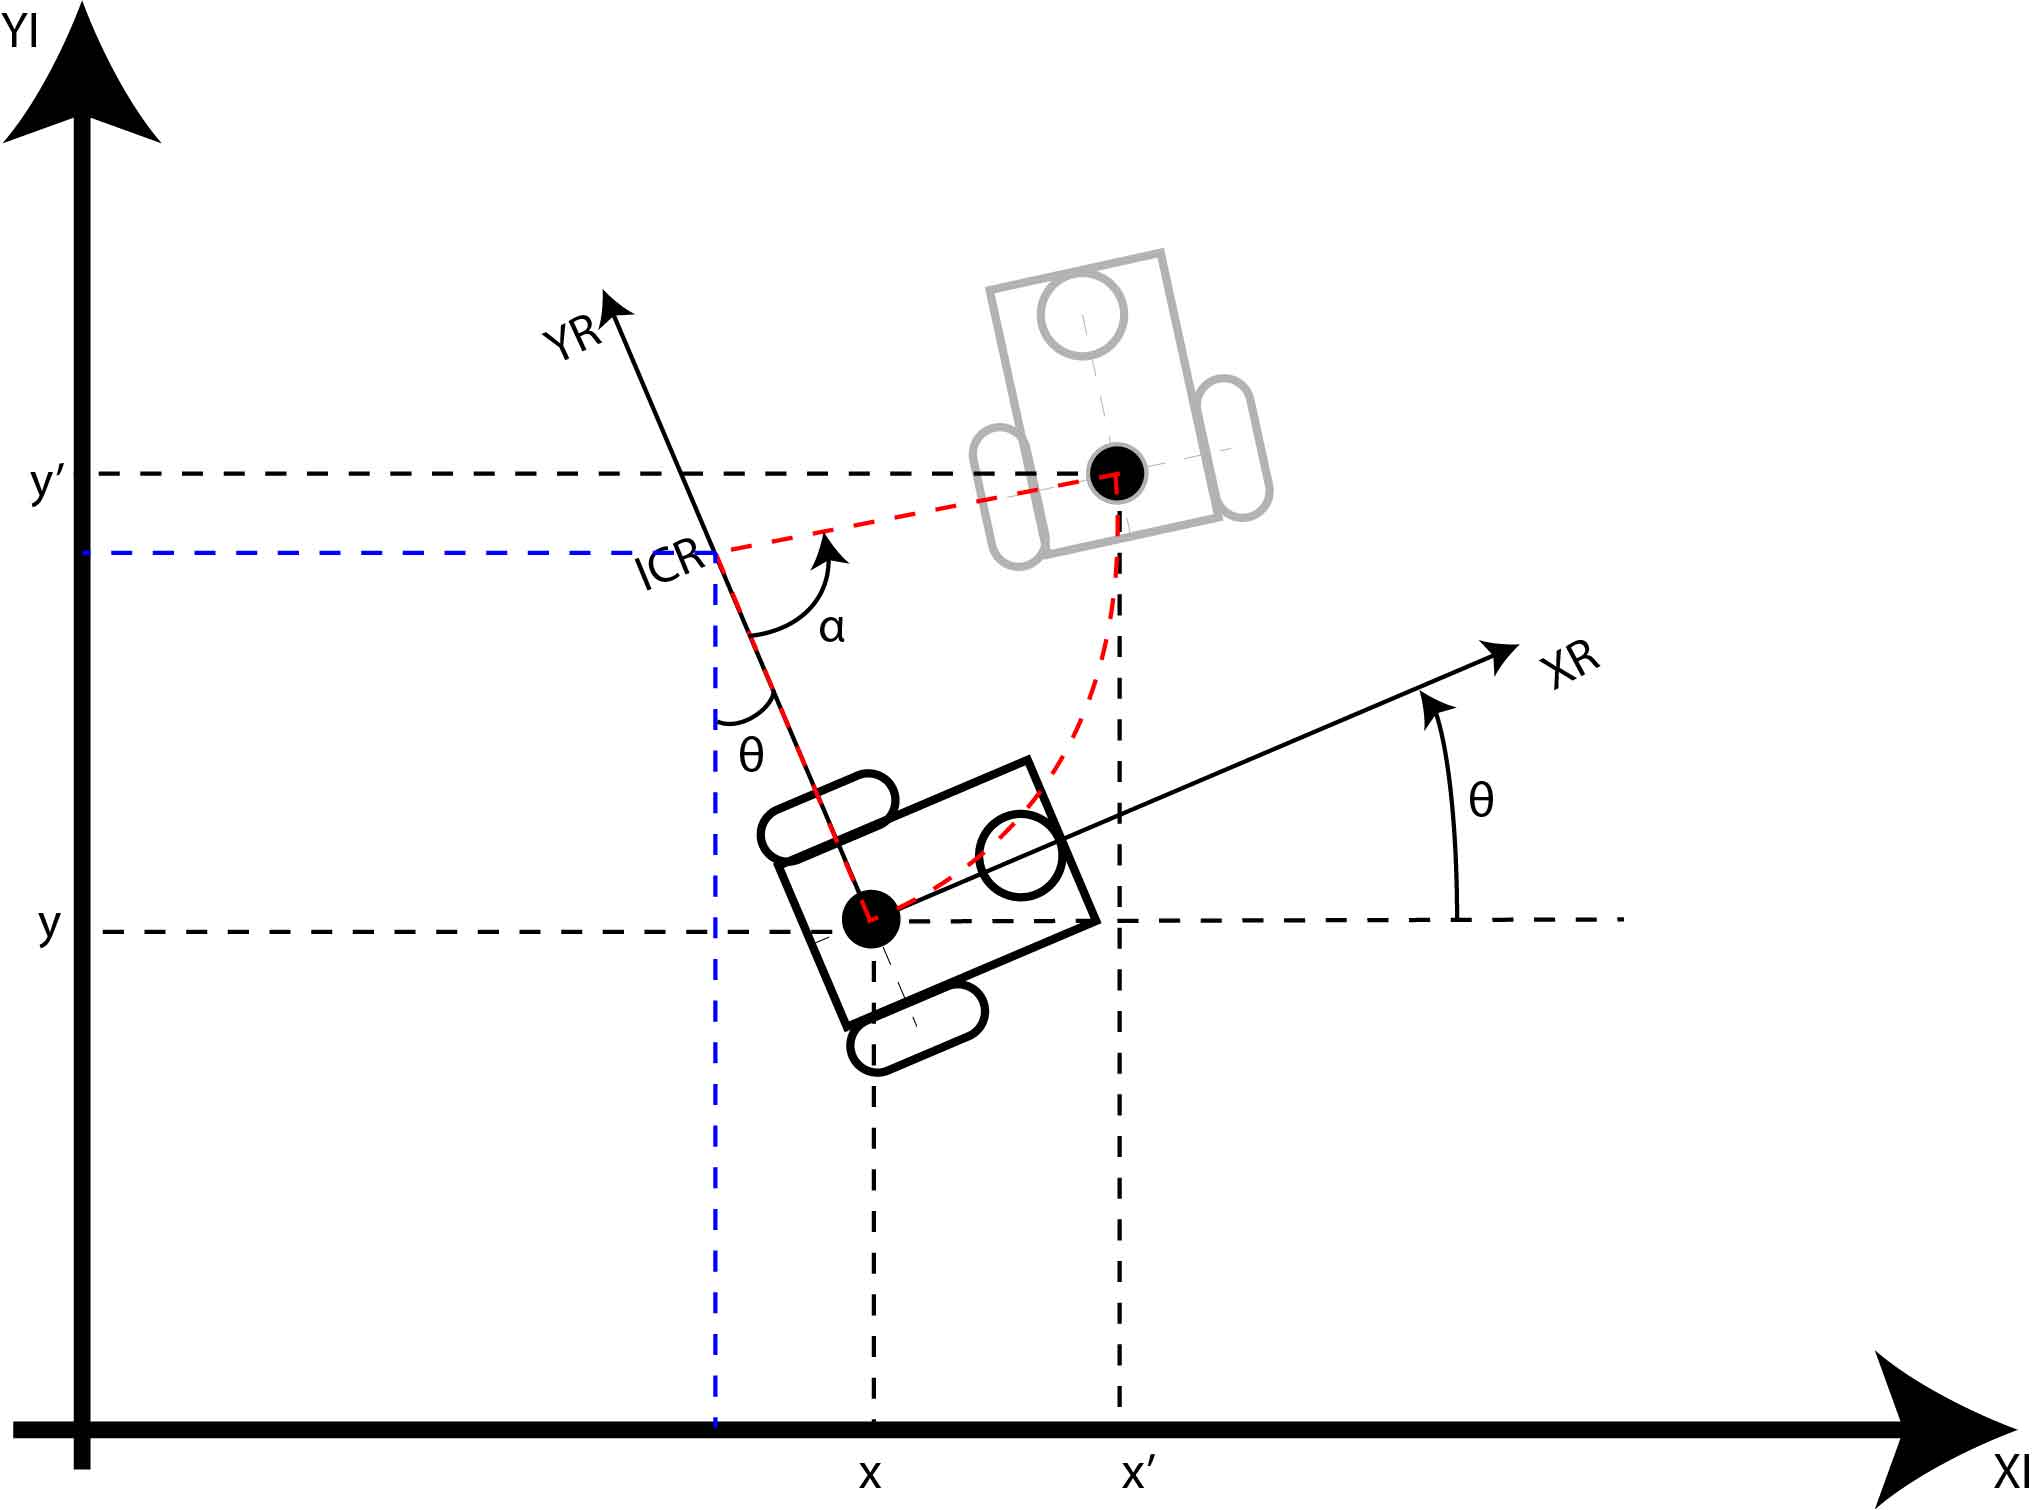 YI
YR
y’
ICR
α
XR
θ
θ
y
x
x’
XI